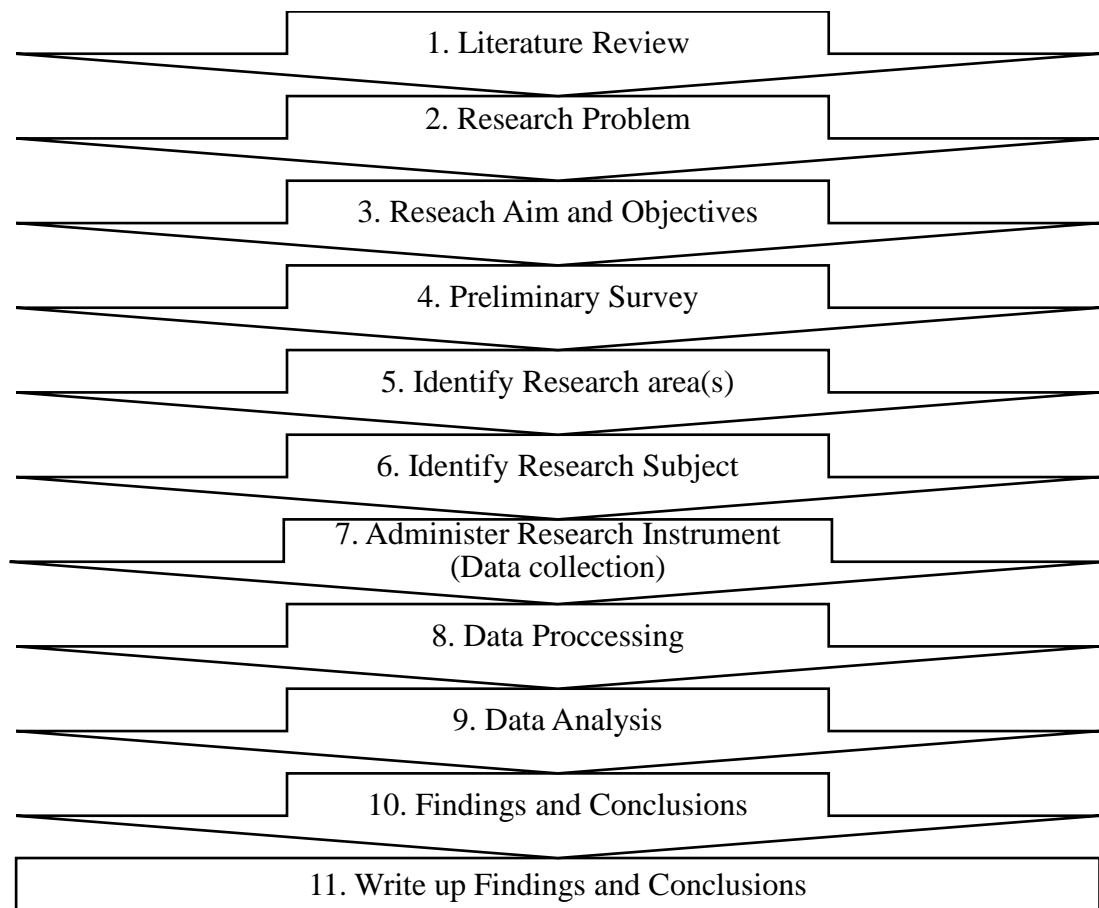 1. Literature Review
2. Research Problem
3. Reseach Aim and Objectives
4. Preliminary Survey
5. Identify Research area(s)
6. Identify Research Subject
7. Administer Research Instrument
(Data collection)
8. Data Proccessing
9. Data Analysis
10. Findings and Conclusions
11. Write up Findings and Conclusions